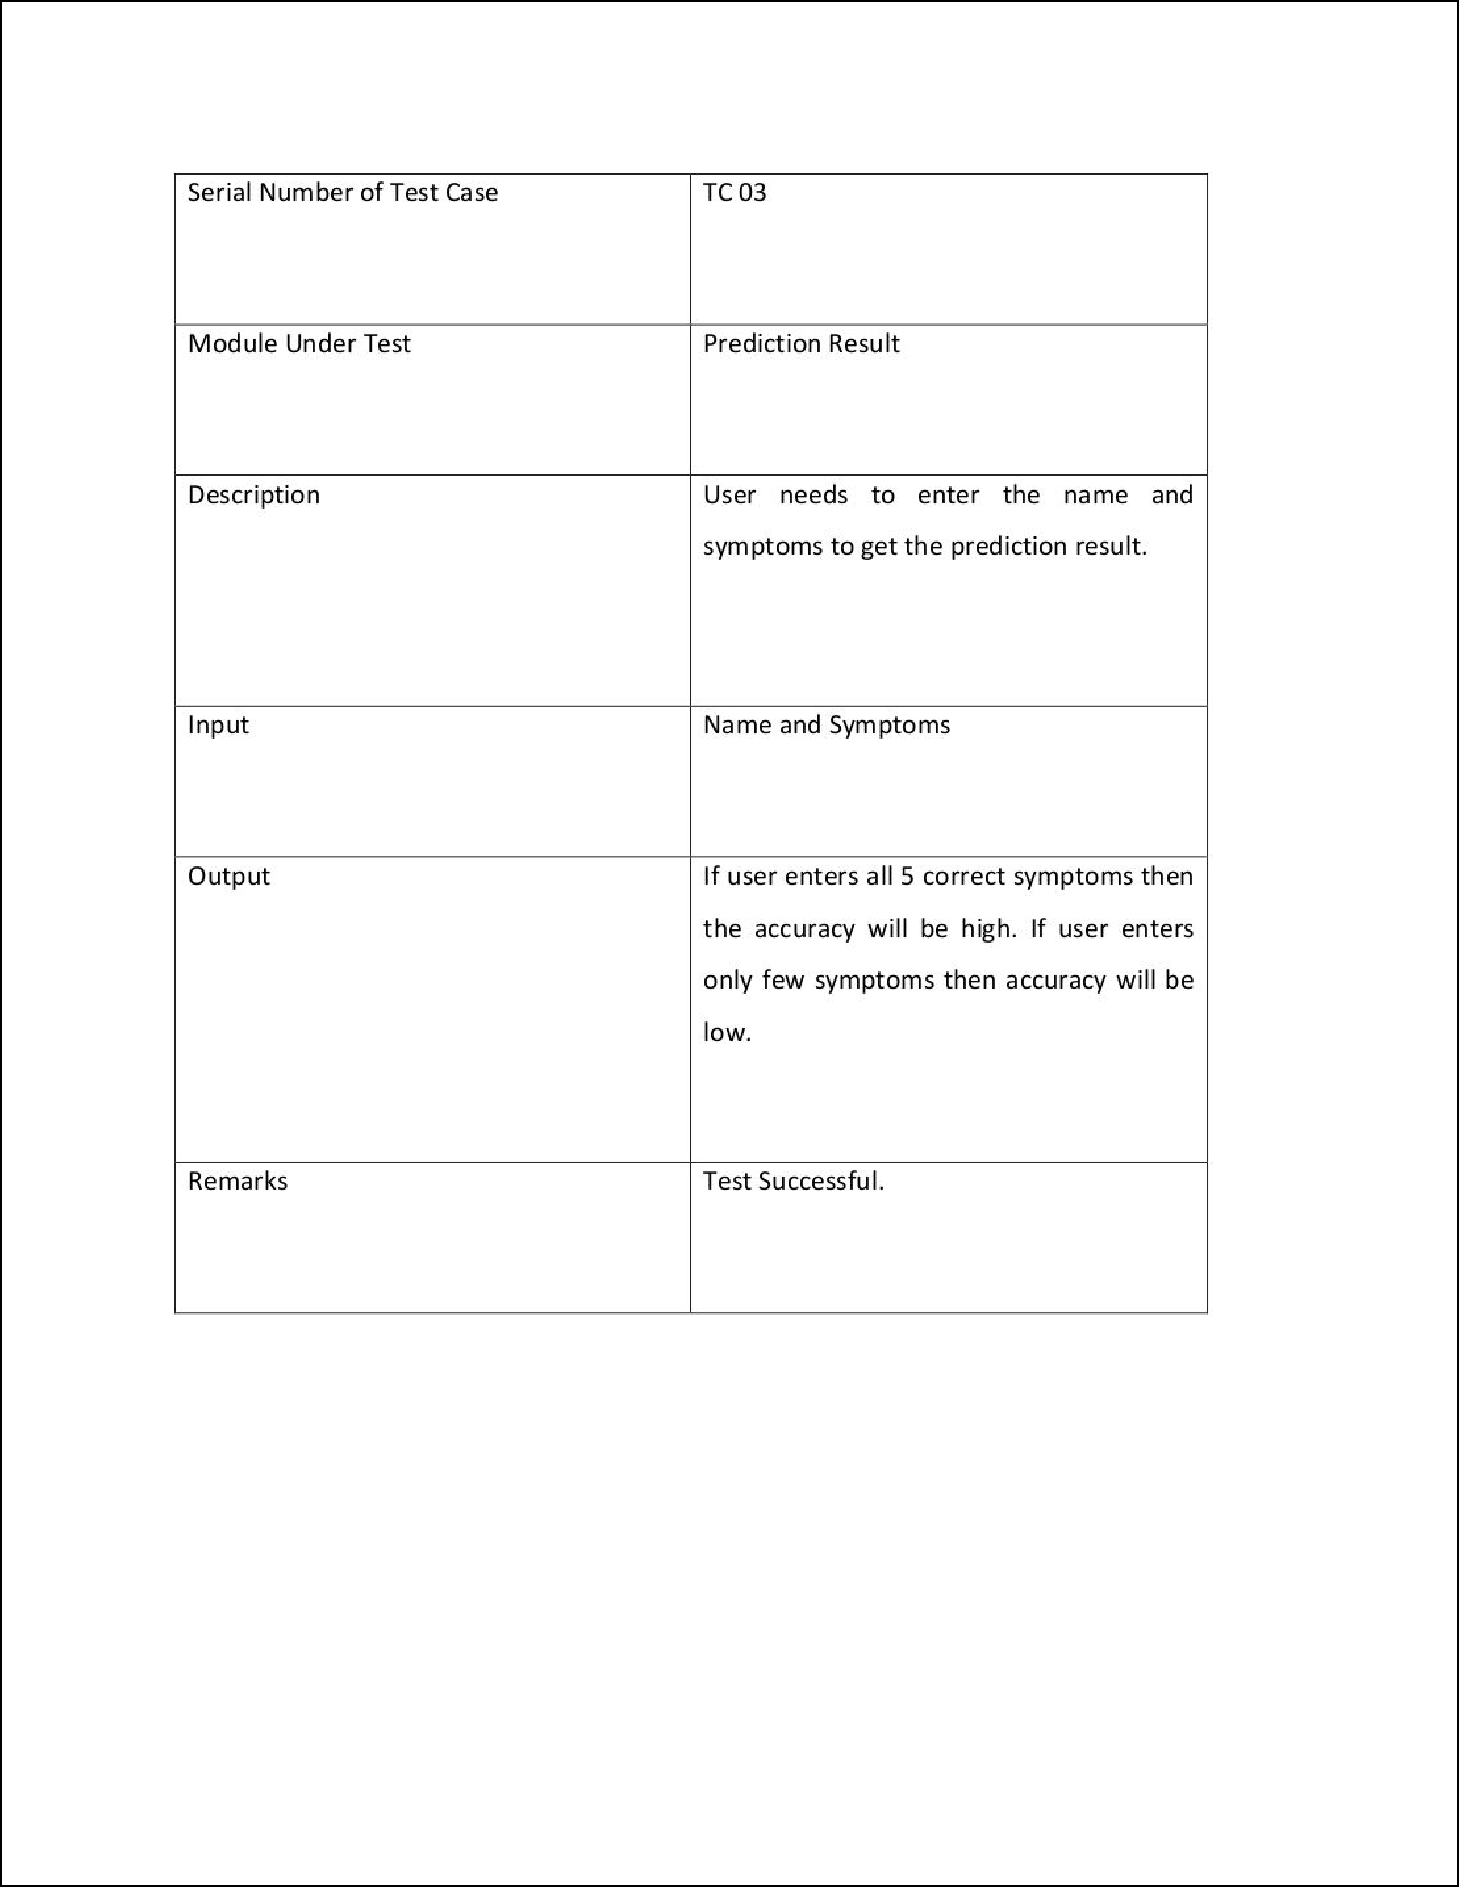 Serial Number of Test Case
TC 03
Module Under Test
Prediction Result
Description
User needs to enter the name and
symptoms to get the prediction result.
Input
Name and Symptoms
Output
If user enters all 5 correct symptoms then
the accuracy will be high. If user enters
only few symptoms then accuracy will be
low.
Remarks
Test Successful.